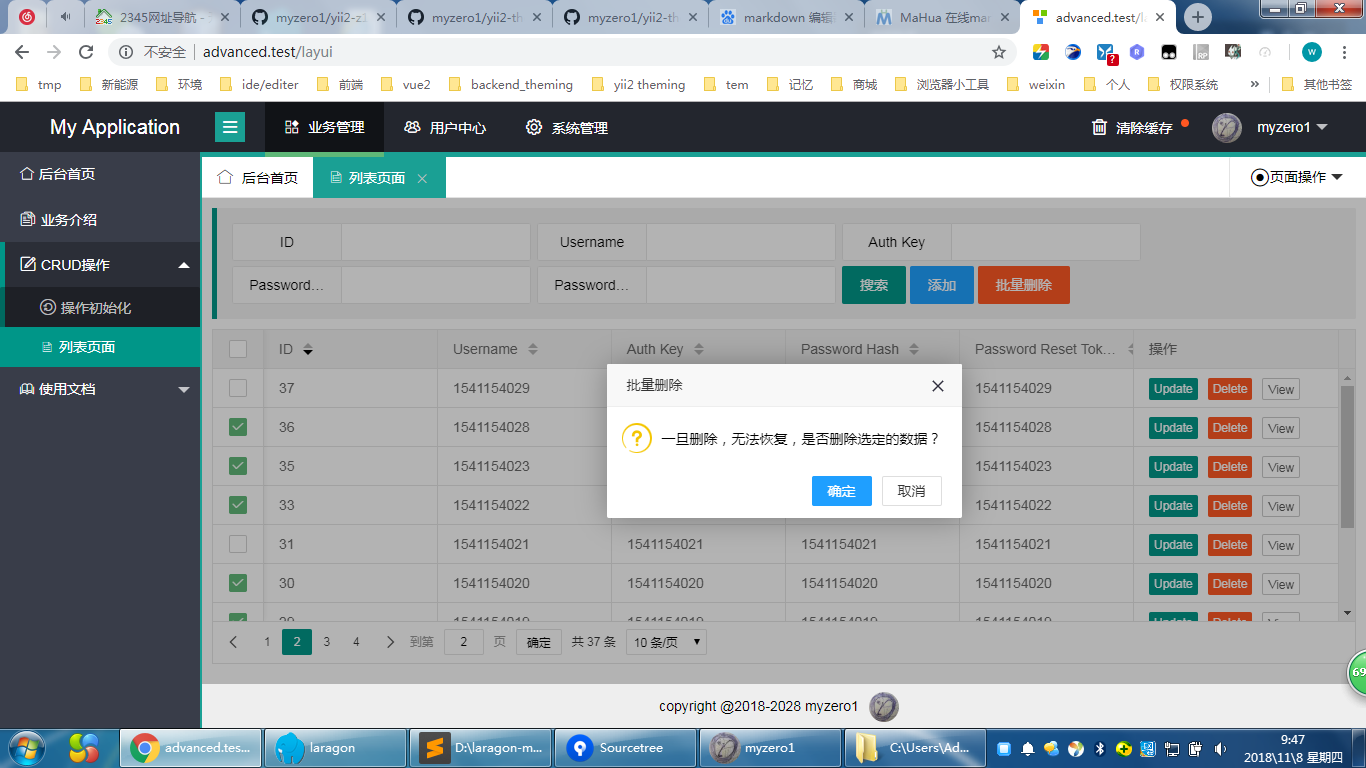 2345网址导航 -
myzero1/yii2-z1
myzero1/yii2-th
myzero1/yii2-th
markdown 编辑
MaHua 在线mar
advanced.test/l
不安全 advanced.test/layui
tmp 新能源 环境 ide/editer 前端 vue2 backend_theming yii2 theming tem 记忆 商城 浏览器小工具 weixin 个人 权限系统 » 其他书签
My Application 业务管理 用户中心 系统管理 清除缓存 myzero1
后台首页
业务介绍
CRUD操作
操作初始化
列表页面
使用文档
后台首页 列表页面 页面操作
ID Username Auth Key
Password... Password... 搜索 添加 批量删除
ID Username Auth Key Password Hash Password Reset Tok... 操作
37 1541154029 1541154029 Update Delete View
36 1541154028 1541154028 Update Delete View
35 1541154023 1541154023 Update Delete View
33 1541154022 1541154022 Update Delete View
31 1541154021 1541154021 1541154021 1541154021 Update Delete View
30 1541154020 1541154020 1541154020 1541154020 Update Delete View
批量删除
一旦删除，无法恢复，是否删除选定的数据？
确定 取消
1 2 3 4 到第 2 页 确定 共 37 条 10 条/页
copyright @2018-2028 myzero1
69
advanced.tes... laragon D:\laragon-m... Sourcetree myzero1 C:\Users\Ad...
9:47
2018\11\8 星期四